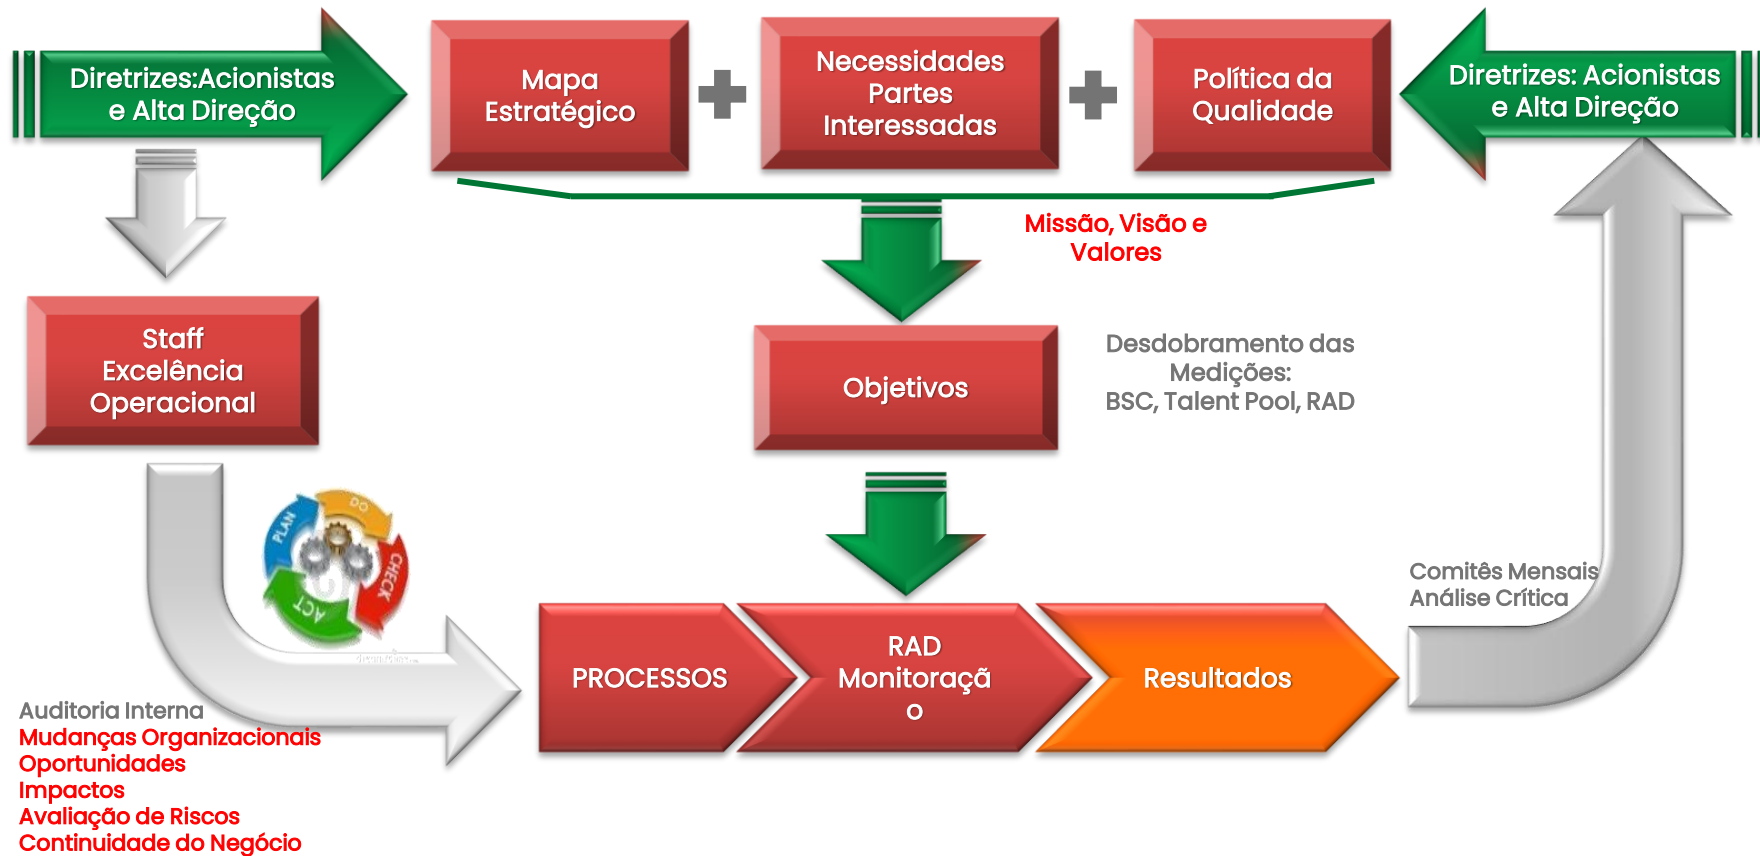 Diretrizes:Acionistas
e Alta Direção
Mapa
Estratégico
Necessidades
Partes
Interessadas
Política da
Qualidade
Diretrizes: Acionistas
e Alta Direção
Missão, Visão e
Valores
Staff
Excelência
Operacional
Objetivos
Desdobramento das
Medições:
BSC, Talent Pool, RAD
PLAN
DO
CHECK
ACT
Comitês Mensais
Análise Crítica
PROCESSOS
RAD
Monitoraçã
o
Resultados
Auditoria Interna
Mudanças Organizacionais
Oportunidades
Impactos
Avaliação de Riscos
Continuidade do Negócio